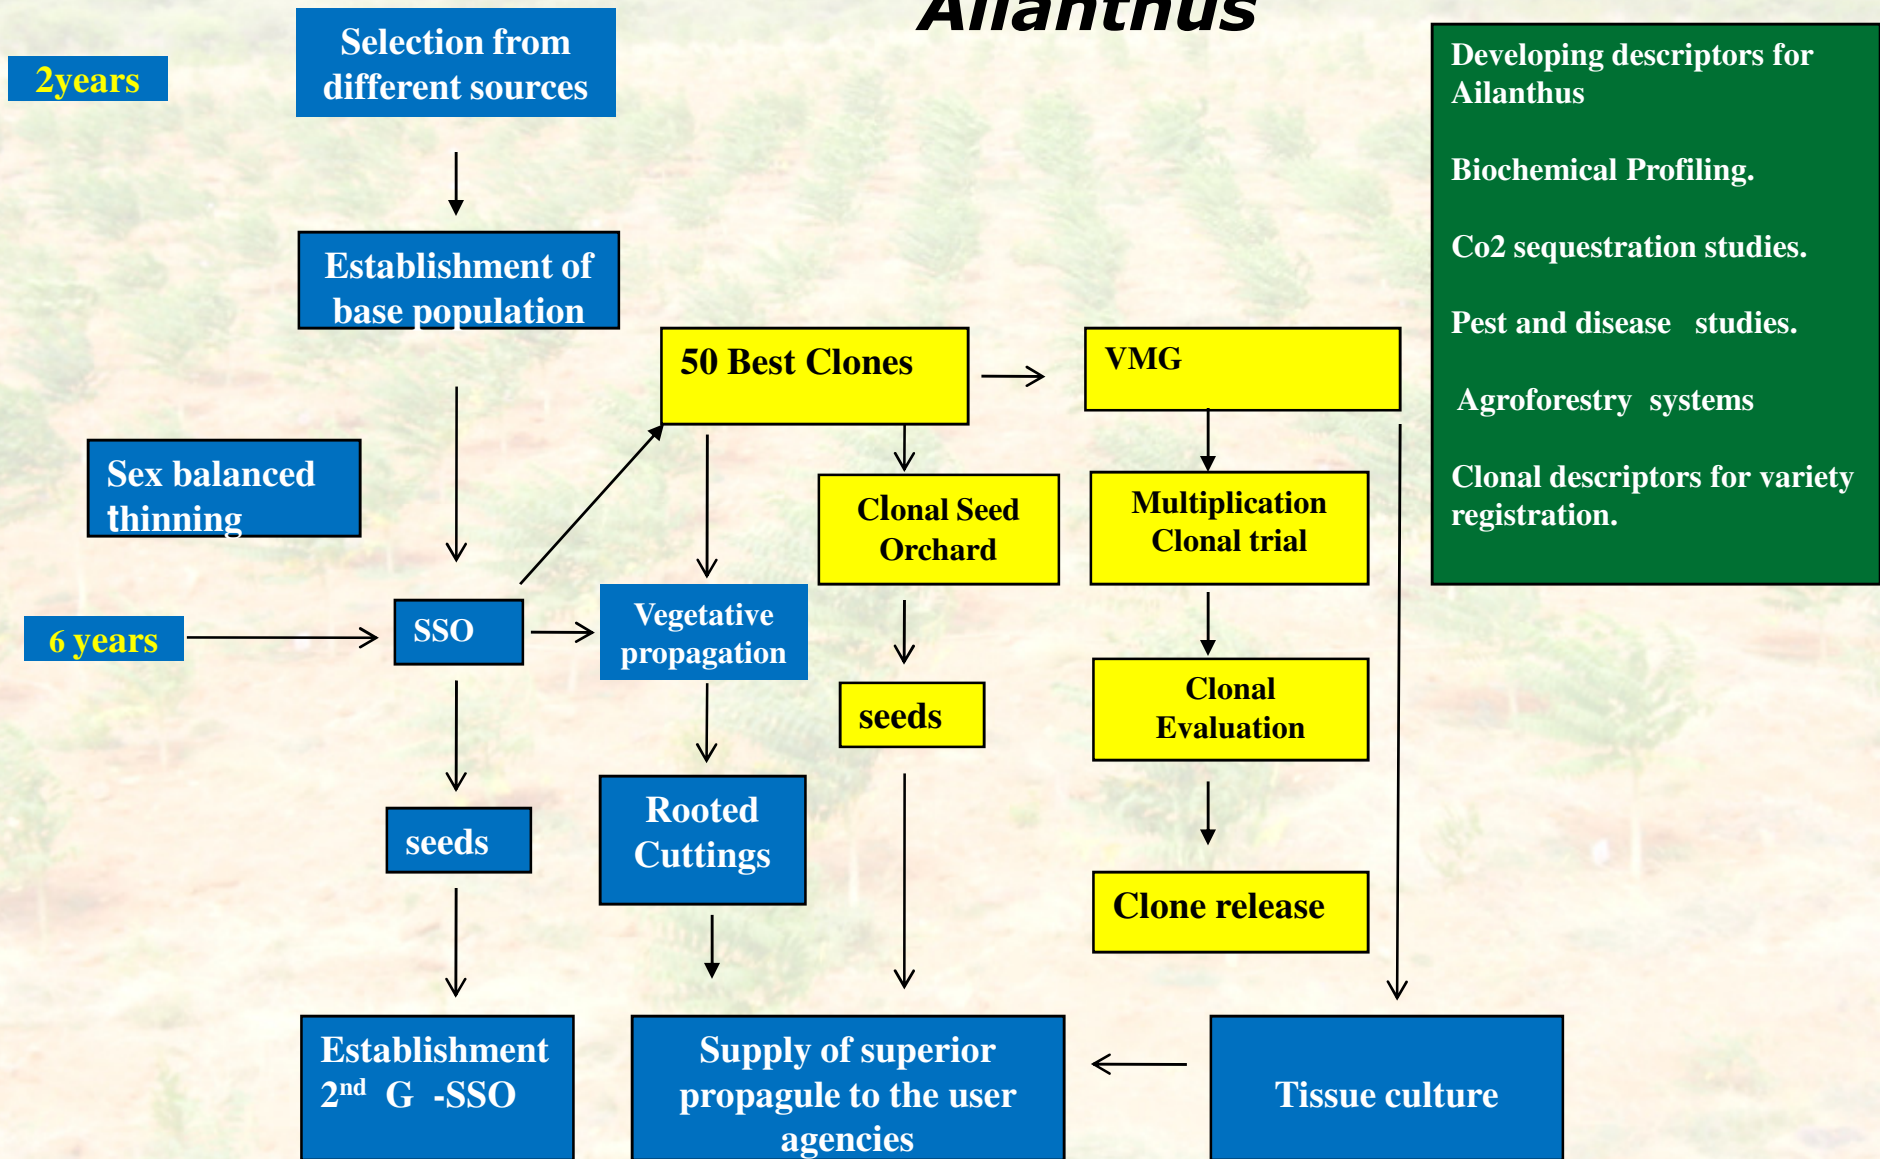 Ailanthus
2years
Selection from
different sources
Establishment of
base population
Sex balanced
thinning
6 years
SSO
seeds
Establishment
2nd G -SSO
50 Best Clones
Vegetative
propagation
Rooted
Cuttings
Clonal Seed
Orchard
seeds
Supply of superior
propagule to the user
agencies
VMG
Multiplication
Clonal trial
Clonal
Evaluation
Clone release
Tissue culture
Developing descriptors for
Ailanthus
Biochemical Profiling.
Co2 sequestration studies.
Pest and disease studies.
Agroforestry systems
Clonal descriptors for variety
registration.